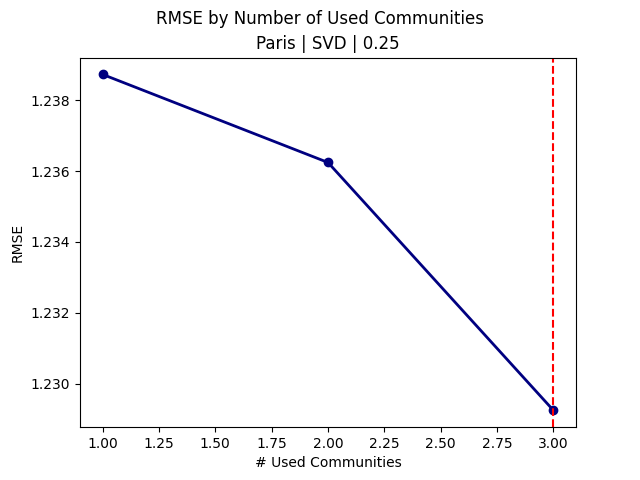 RMSE by Number of Used Communities
Paris | SVD | 0.25
1.238
1.236
1.234
1.232
1.230
RMSE
1.00 1.25 1.50 1.75 2.00 2.25 2.50 2.75 3.00
# Used Communities